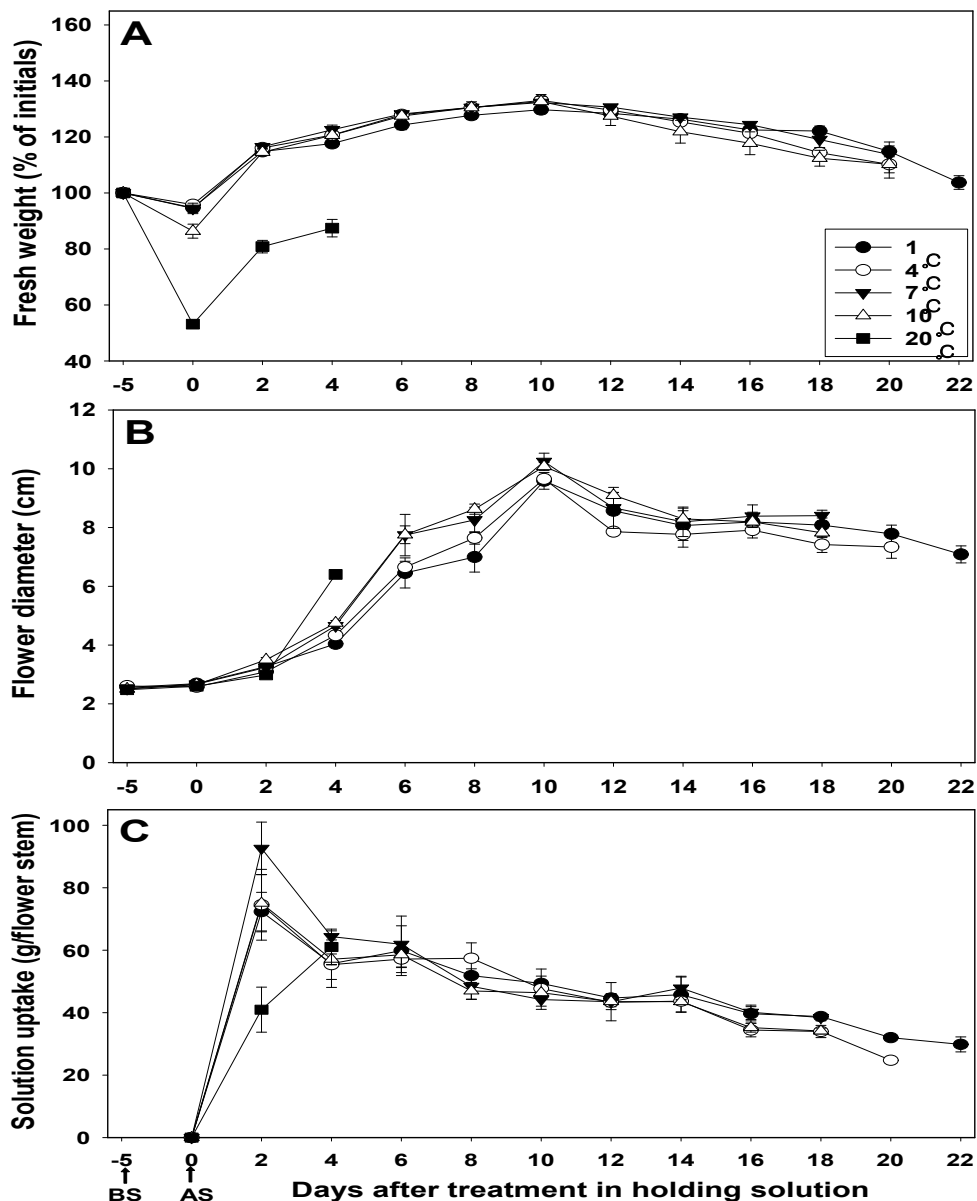 A
Fresh weight (% of initials)
160
140
120
100
80
60
40
1
4°C
7°C
10°C
20°C
°C
-5 0 2 4 6 8 10 12 14 16 18 20 22
B
Flower diameter (cm)
12
10
8
6
4
2
0
-5 0 2 4 6 8 10 12 14 16 18 20 22
C
Solution uptake (g/flower stem)
100
80
60
40
20
0
-5 0 2 4 6 8 10 12 14 16 18 20 22
BS AS Days after treatment in holding solution